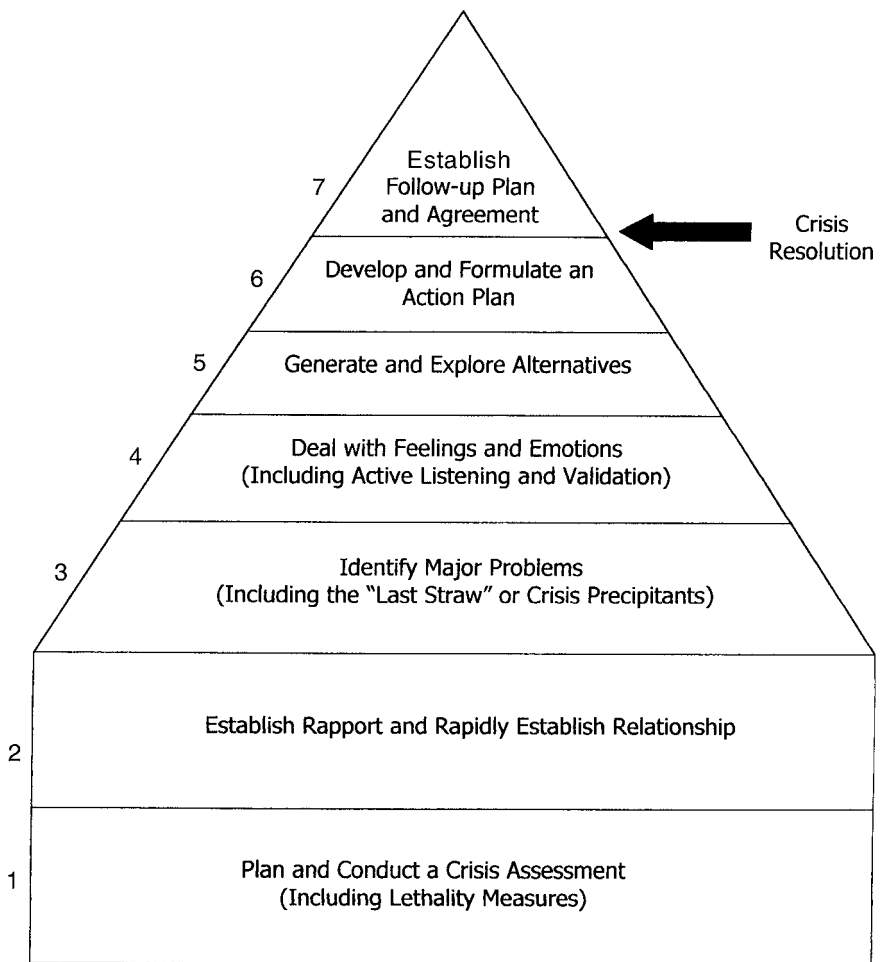 7
Establish
Follow-up Plan
and Agreement
Crisis
Resolution
6
Develop and Formulate an
Action Plan
5
Generate and Explore Alternatives
4
Deal with Feelings and Emotions
(Including Active Listening and Validation)
3
Identify Major Problems
(Including the “Last Straw” or Crisis Precipitants)
2
Establish Rapport and Rapidly Establish Relationship
1
Plan and Conduct a Crisis Assessment
(Including Lethality Measures)